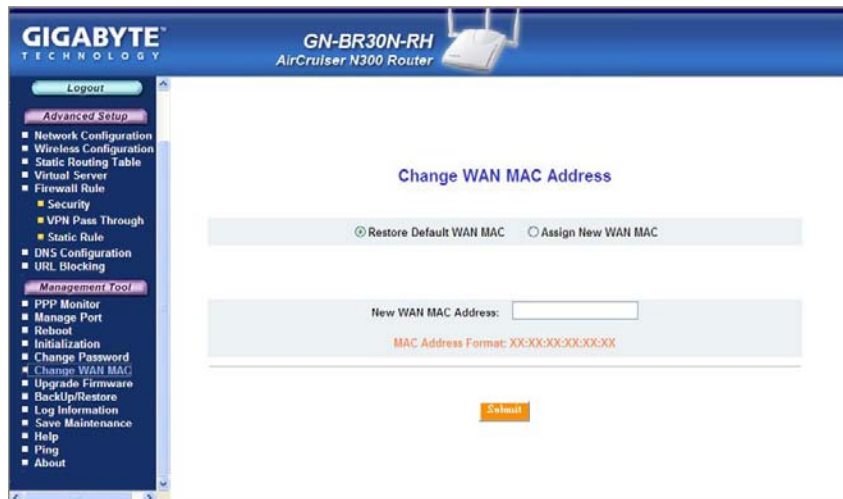 GIGABYTE™
TECHNOLOGY
GN-BR30N-RH
AirCruiser N300 Router
Logout
Advanced Setup
Network Configuration
Wireless Configuration
Static Routing Table
Virtual Server
Firewall Rule
Security
VPN Pass Through
Static Rule
DNS Configuration
URL Blocking
Management Tool
PPP Monitor
Manage Port
Reboot
Initialization
Change Password
Change WAN MAC
Upgrade Firmware
BackUp/Restore
Log Information
Save Maintenance
Help
Ping
About
Change WAN MAC Address
Restore Default WAN MAC Assign New WAN MAC
New WAN MAC Address:
MAC Address Format: XX:XX:XX:XX:XX:XX
Submit